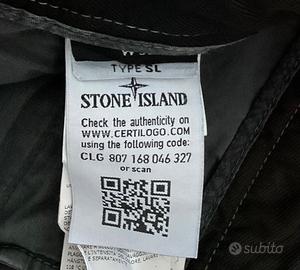 TYPE SL
STONE ISLAND
Check the authenticity on
WWW.CERTILOGO.COM
using the following code:
CLG 807 168 046 327
or scan
subito